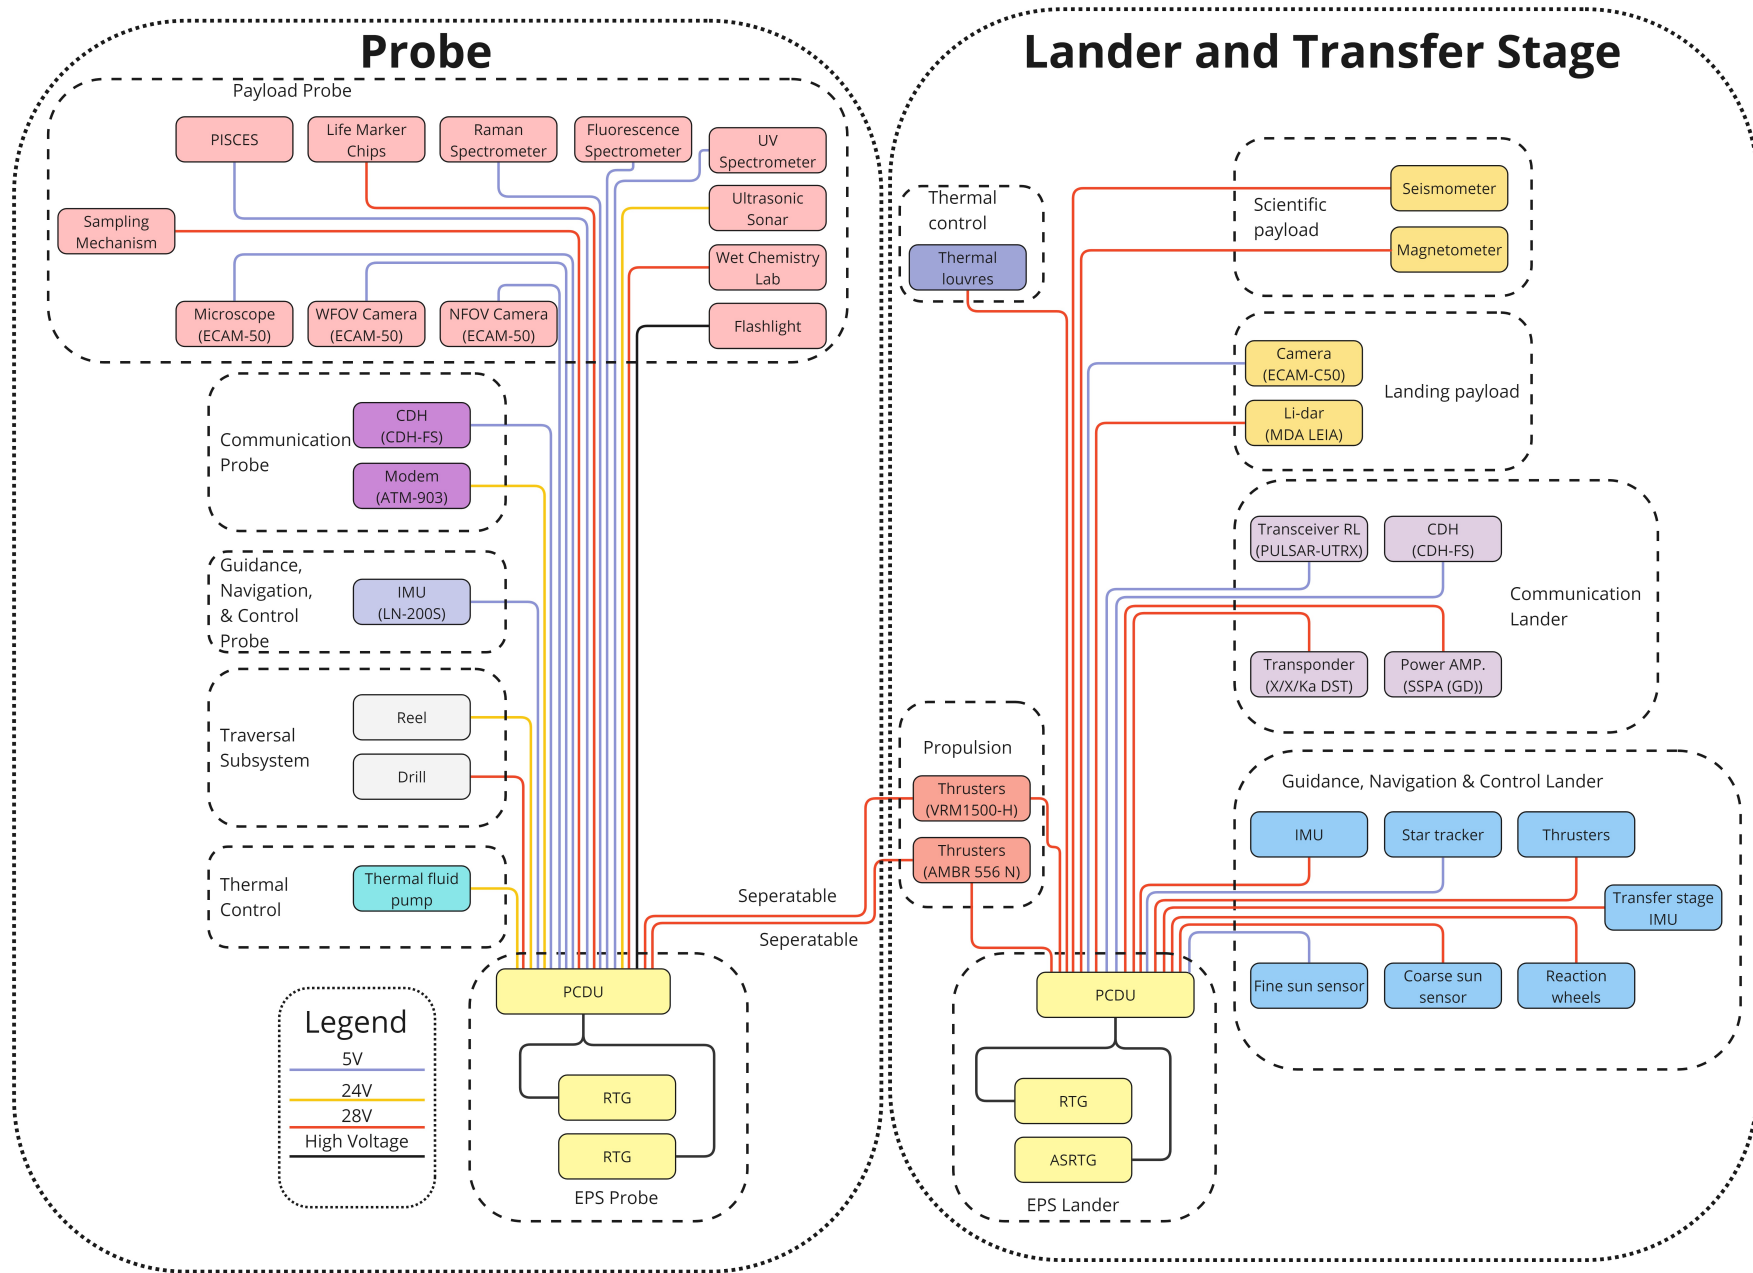 Probe
Payload Probe
PISCES
Life Marker
Chips
Raman
Spectrometer
Fluorescence
Spectrometer
UV
Spectrometer
Ultrasonic
Sonar
Sampling
Mechanism
Wet Chemistry
Lab
Microscope
(ECAM-50)
WFOV Camera
(ECAM-50)
NFOV Camera
(ECAM-50)
Flashlight
Communication
Probe
CDH
(CDH-FS)
Modem
(ATM-903)
Guidance,
Navigation,
& Control
Probe
IMU
(LN-200S)
Traversal
Subsystem
Reel
Drill
Thermal
Control
Thermal fluid
pump
Seperatable
Seperatable
PCDU
RTG
RTG
EPS Probe
Legend
5V
24V
28V
High Voltage
Lander and Transfer Stage
Thermal
control
Thermal
louvres
Scientific
payload
Seismometer
Magnetometer
Camera
(ECAM-C50)
Li-dar
(MDA LEIA)
Landing payload
Transceiver RL
(PULSAR-UTRX)
CDH
(CDH-FS)
Communication
Lander
Transponder
(X/X/Ka DST)
Power AMP.
(SSPA (GD))
Propulsion
Thrusters
(VRM1500-H)
Thrusters
(AMBR 556 N)
Guidance, Navigation & Control Lander
IMU
Star tracker
Thrusters
Transfer stage
IMU
Fine sun sensor
Coarse sun
sensor
Reaction
wheels
PCDU
RTG
ASRTG
EPS Lander